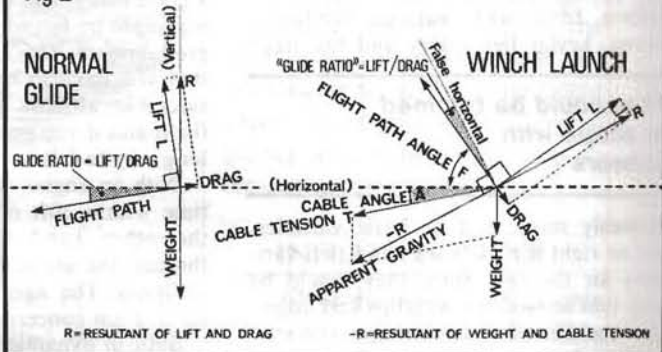 NORMAL
GLIDE
(Vertical)
R
LIFT L
GLIDE RATIO = LIFT/DRAG
DRAG
FLIGHT PATH
WEIGHT
(Horizontal)
"GLIDE RATIO"=LIFT/DRAG
False horizontal
WINCH LAUNCH
FLIGHT PATH ANGLE F
LIFT L
R
CABLE ANGLE A
CABLE TENSION T
-R
APPARENT GRAVITY
WEIGHT
DRAG
R=RESULTANT OF LIFT AND DRAG
-R=RESULTANT OF WEIGHT AND CABLE TENSION